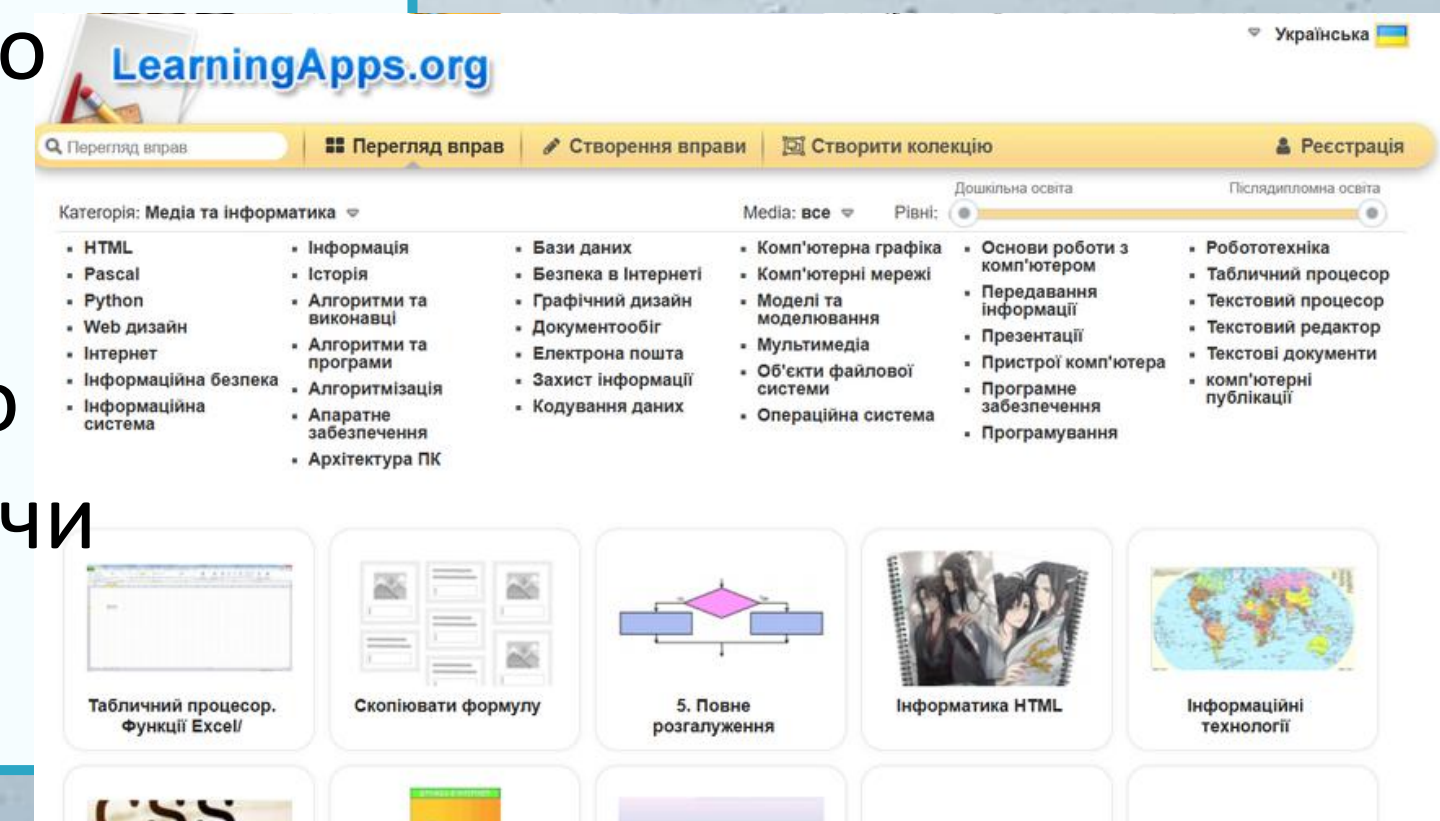 о
р
чи
LearningApps.org
Українська
Перегляд вправ
Перегляд вправ
Створення вправи
Створити колекцію
Реєстрація
Категорія: Медіа та інформатика
Media: все
Рівні:
Дошкільна освіта
Післядипломна освіта
HTML
Pascal
Python
Web дизайн
Інтернет
Інформаційна безпека
Інформаційна
система
Інформація
Історія
Алгоритми та
виконавці
Алгоритми та
програми
Алгоритмізація
Апаратне
забезпечення
Архітектура ПК
Бази даних
Безпека в Інтернеті
Графічний дизайн
Документообіг
Електрона пошта
Захист інформації
Кодування даних
Комп'ютерна графіка
Комп'ютерні мережі
Моделі та
моделювання
Мультимедіа
Об'єкти файлової
системи
Операційна система
Основи роботи з
комп'ютером
Передавання
інформації
Презентації
Пристрої комп'ютера
Програмне
забезпечення
Програмування
Робототехніка
Табличний процесор
Текстовий процесор
Текстовий редактор
Текстові документи
комп'ютерні
публікації
Табличний процесор.
Функції Excel/
Скопіювати формулу
5. Повне
розгалуження
Інформатика HTML
Інформаційні
технології